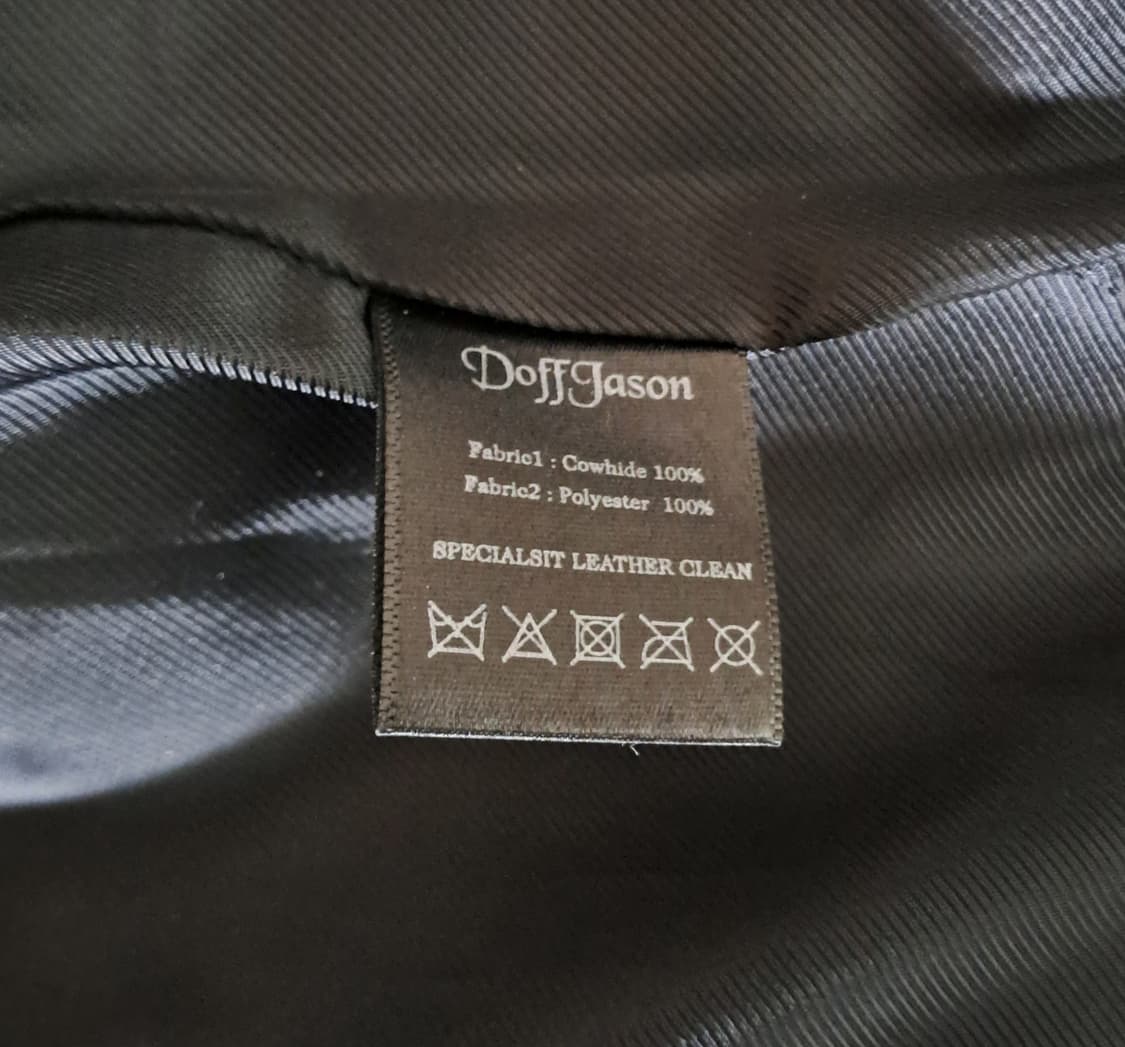 DoffJason
Fabric1 : Cowhide 100%
Fabric2 : Polyester 100%
SPECIALSIT LEATHER CLEAN